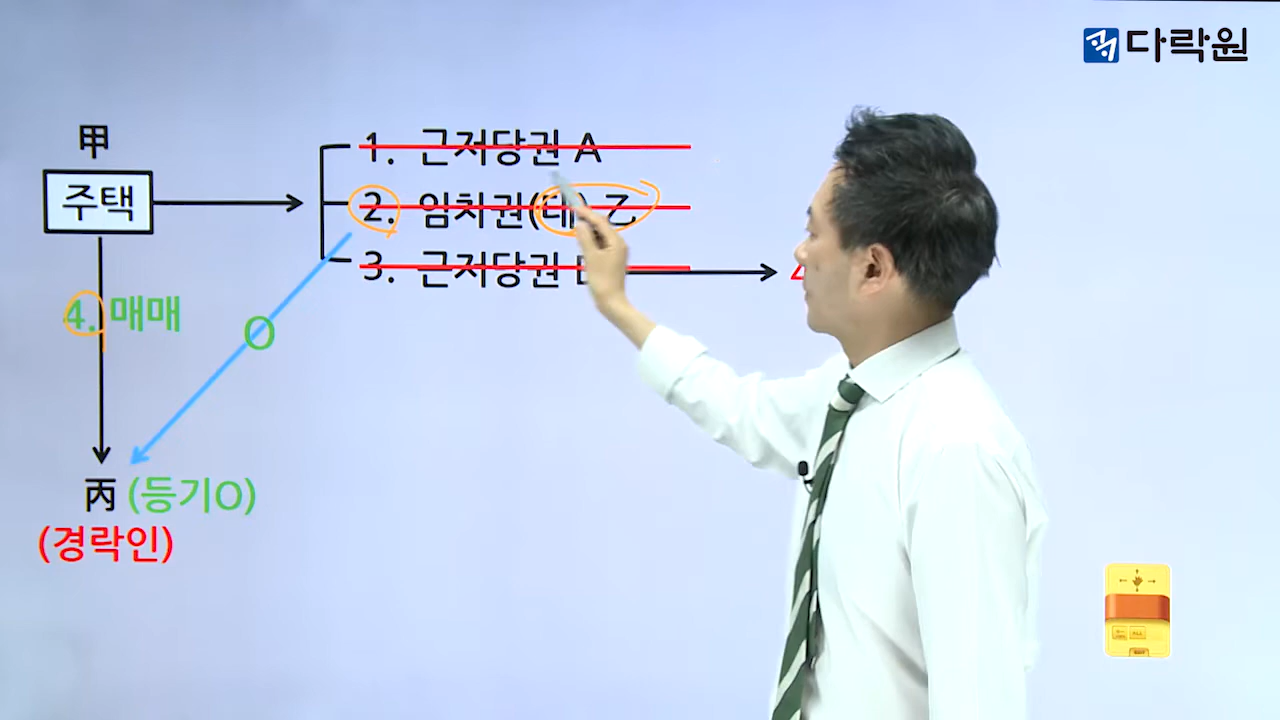 다락원
甲
주택
1. 근저당권 A
2. 임차권(대) 乙
3. 근저당권
4. 매매
O
丙 (등기O)
(경락인)